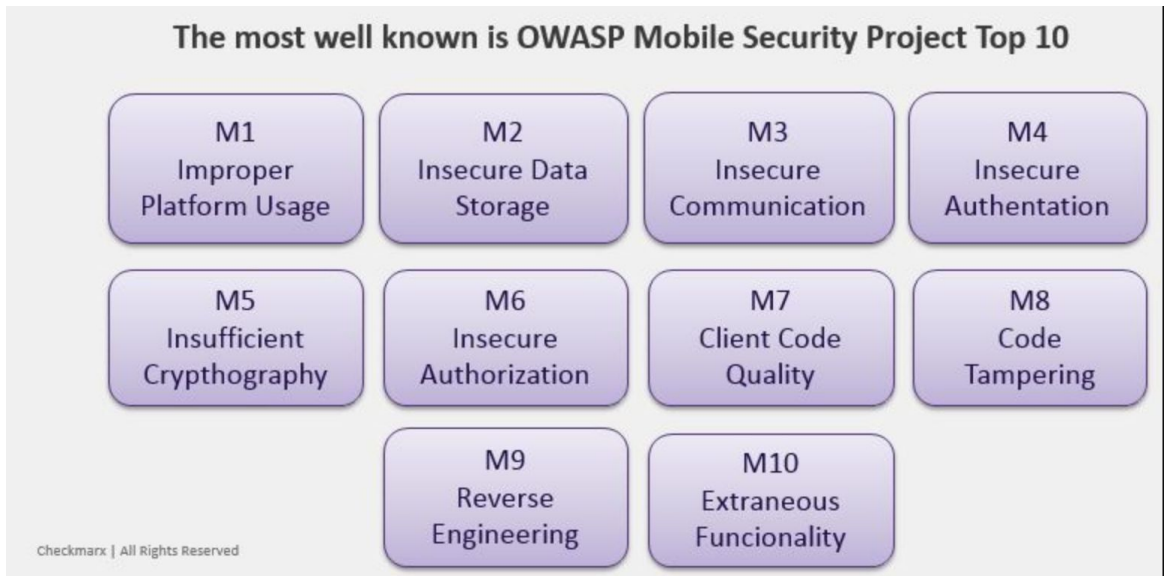 The most well known is OWASP Mobile Security Project Top 10
M1
Improper
Platform Usage
M2
Insecure Data
Storage
M3
Insecure
Communication
M4
Insecure
Authentation
M5
Insufficient
Crypthography
M6
Insecure
Authorization
M7
Client Code
Quality
M8
Code
Tampering
M9
Reverse
Engineering
M10
Extraneous
Funcionality
Checkmarx | All Rights Reserved